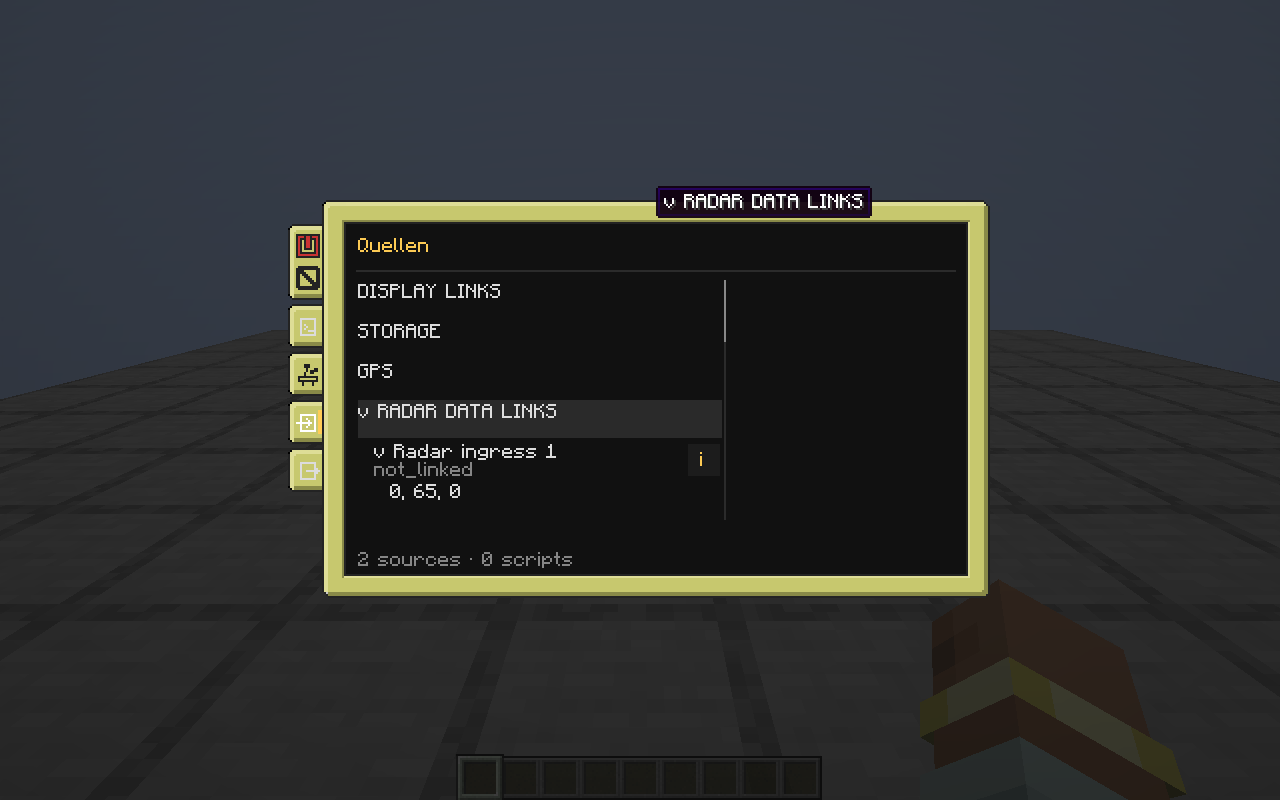 v RADAR DATA LINKS
Quellen
DISPLAY LINKS
STORAGE
GPS
v RADAR DATA LINKS
v Radar ingress 1
not_linked
i
0, 65, 0
2 sources · 0 scripts